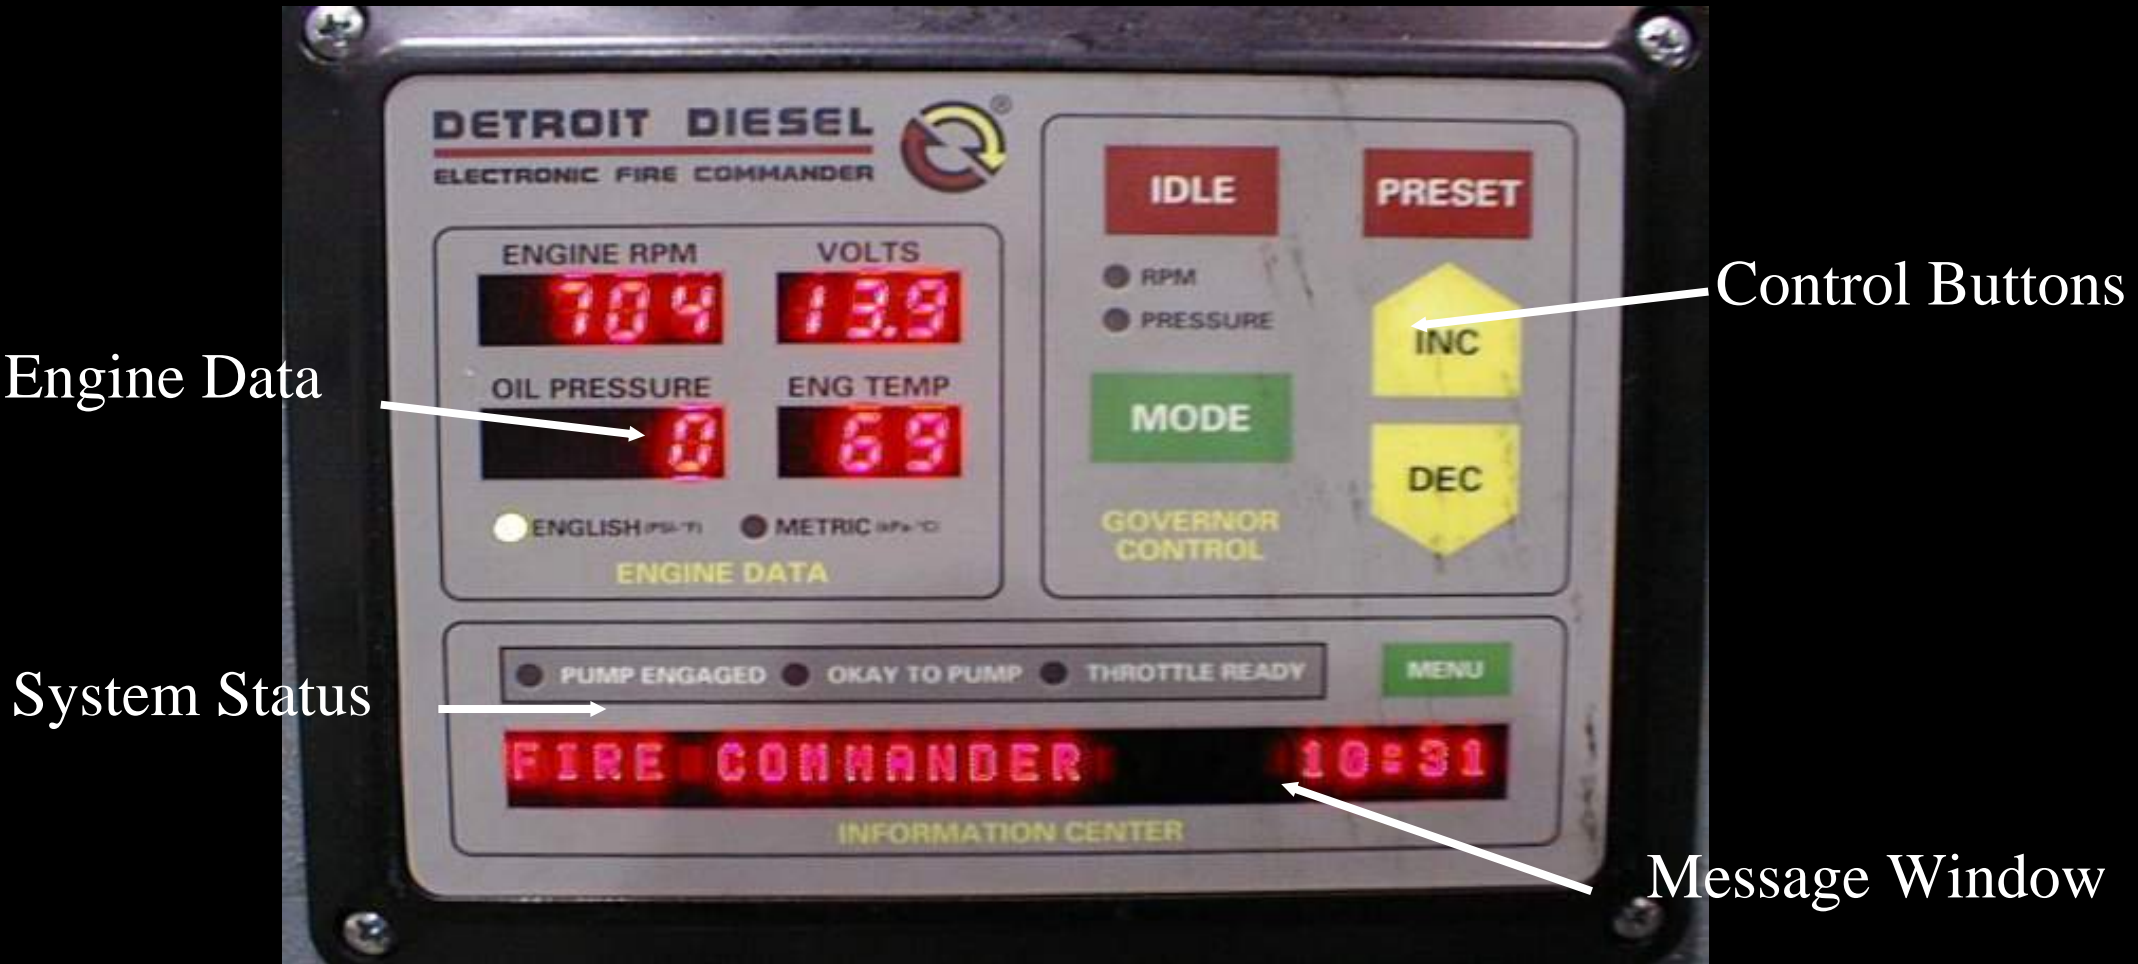 DETROIT DIESEL ®
ELECTRONIC FIRE COMMANDER
ENGINE RPM
VOLTS
704
13.9
OIL PRESSURE
ENG TEMP
0
69
ENGLISH (PSI-°F)
METRIC (kPa-°C)
ENGINE DATA
IDLE
PRESET
RPM
PRESSURE
INC
MODE
DEC
GOVERNOR
CONTROL
PUMP ENGAGED
OKAY TO PUMP
THROTTLE READY
MENU
FIRE COMMANDER 10:31
INFORMATION CENTER
Engine Data
System Status
Control Buttons
Message Window